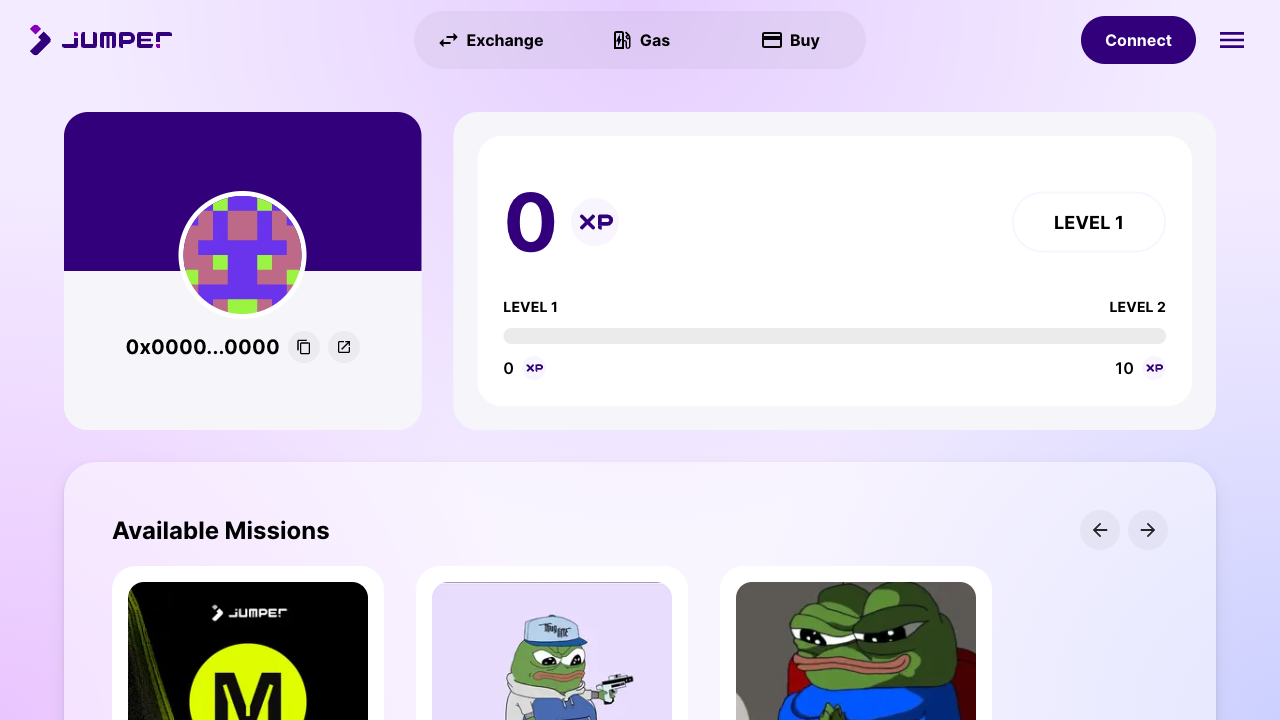 JUMPER
Exchange
Gas
Buy
Connect
0x0000...0000
0 XP
LEVEL 1
LEVEL 1
LEVEL 2
0 XP
10 XP
Available Missions
JUMPER
M